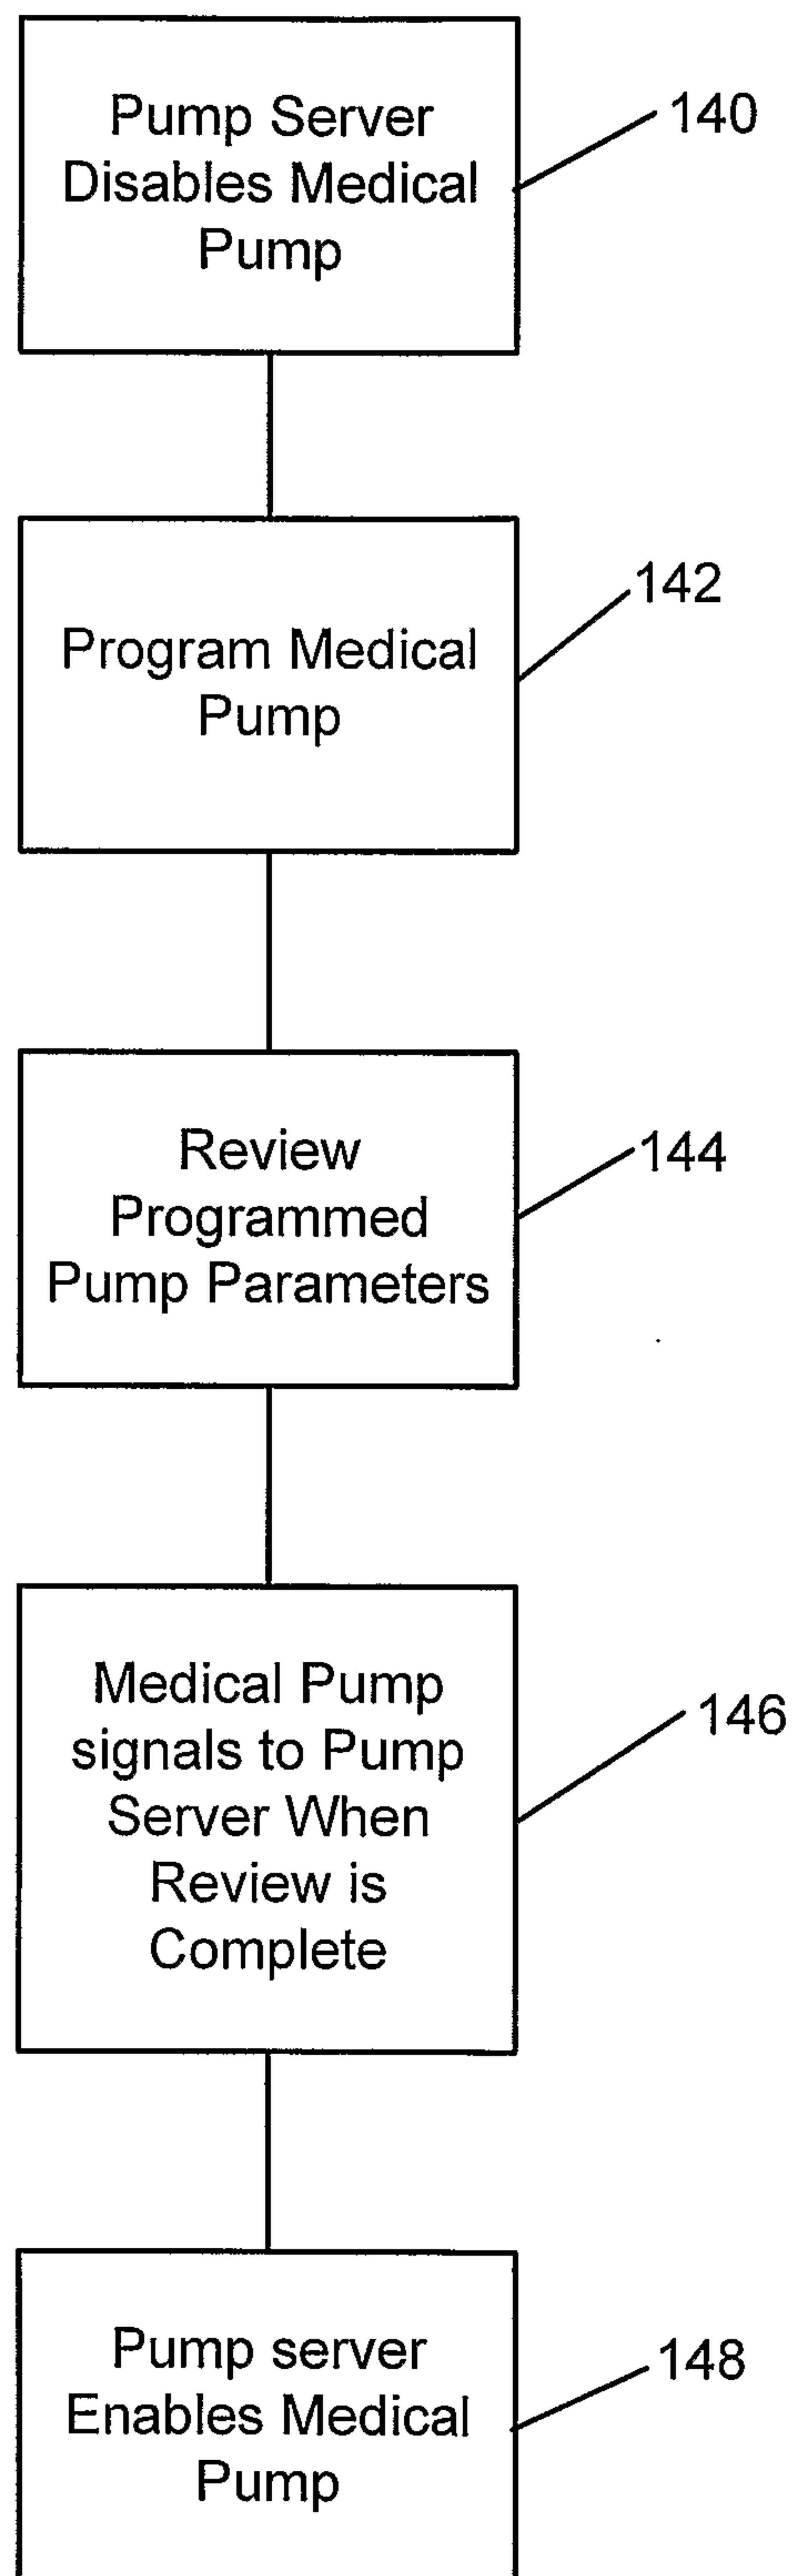 Pump Server
Disables Medical
Pump
140
Program Medical
Pump
142
Review
Programmed
Pump Parameters
144
Medical Pump
signals to Pump
Server When
Review is
Complete
146
Pump server
Enables Medical
Pump
148